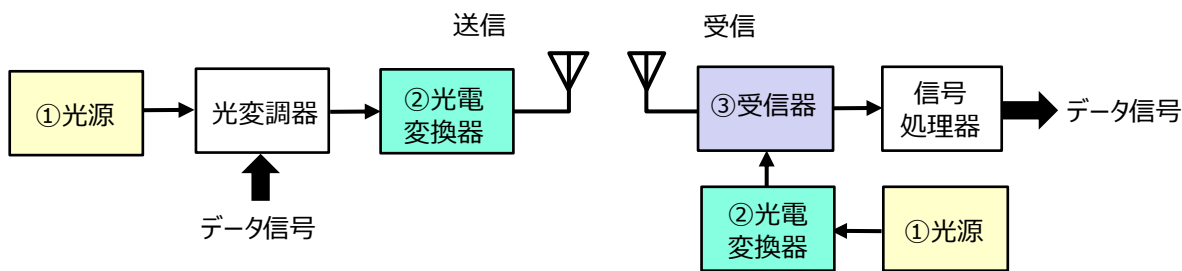 送信
受信
①光源
光変調器
②光電
変換器
③受信器
信号
処理器
データ信号
データ信号
②光電
変換器
①光源